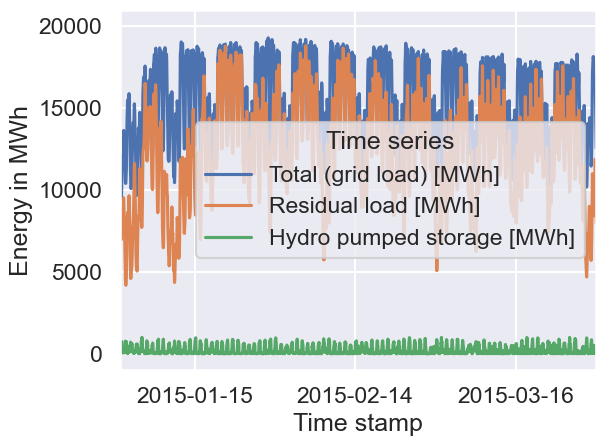 20000
15000
10000
5000
0
Energy in MWh
Time series
Total (grid load) [MWh]
Residual load [MWh]
Hydro pumped storage [MWh]
2015-01-15
2015-02-14
2015-03-16
Time stamp